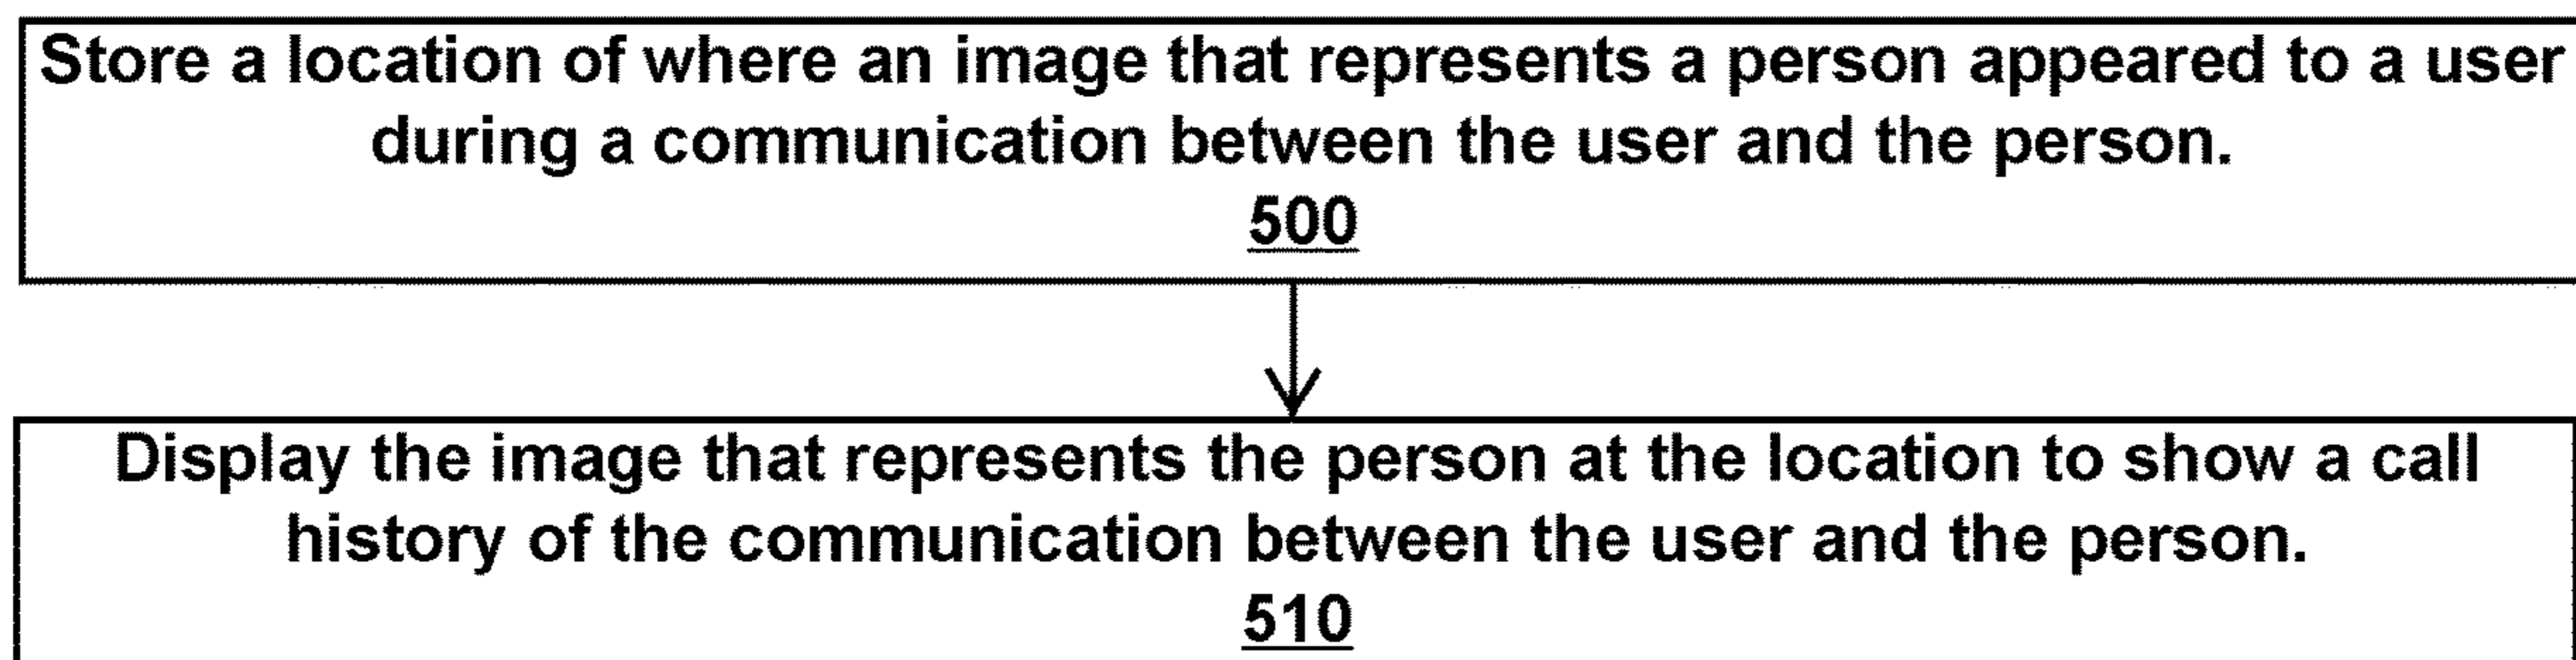 Store a location of where an image that represents a person appeared to a user
during a communication between the user and the person.
500
Display the image that represents the person at the location to show a call
history of the communication between the user and the person.
510